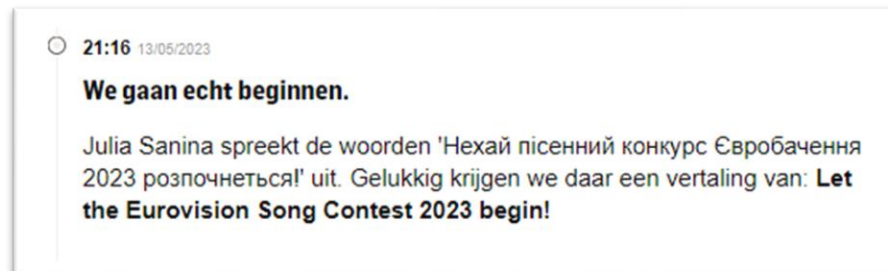 21:16 13/05/2023
We gaan echt beginnen.
Julia Sanina spreekt de woorden 'Нехай пісенний конкурс Євробачення
2023 розпочнеться!' uit. Gelukkig krijgen we daar een vertaling van: Let
the Eurovision Song Contest 2023 begin!